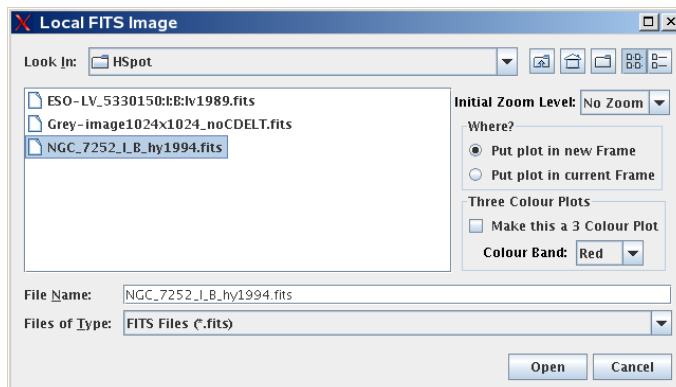 Local FITS Image
Look In: HSpot
ESO-LV_5330150:I:B:lv1989.fits
Grey-image1024x1024_noCDELT.fits
NGC_7252_I_B_hy1994.fits
Initial Zoom Level: No Zoom
Where?
Put plot in new Frame
Put plot in current Frame
Three Colour Plots
Make this a 3 Colour Plot
Colour Band: Red
File Name: NGC_7252_I_B_hy1994.fits
Files of Type: FITS Files (*.fits)
Open Cancel